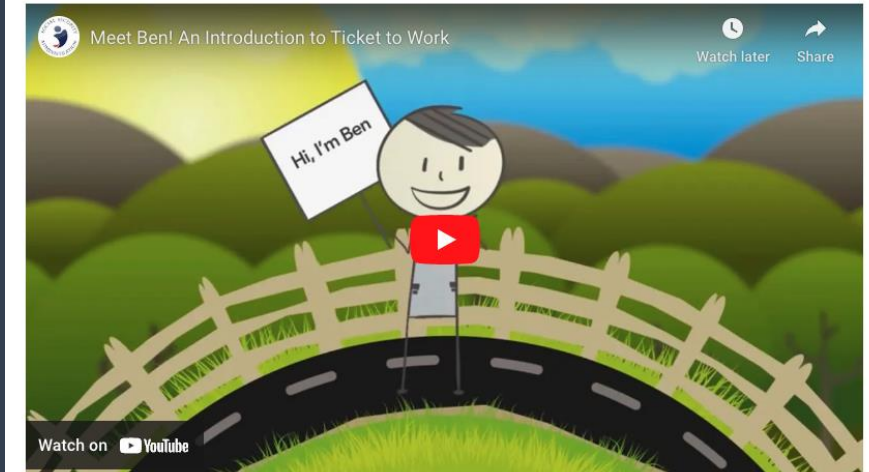 Meet Ben! An Introduction to Ticket to Work
Watch later
Share
Hi, I'm Ben
Watch on YouTube